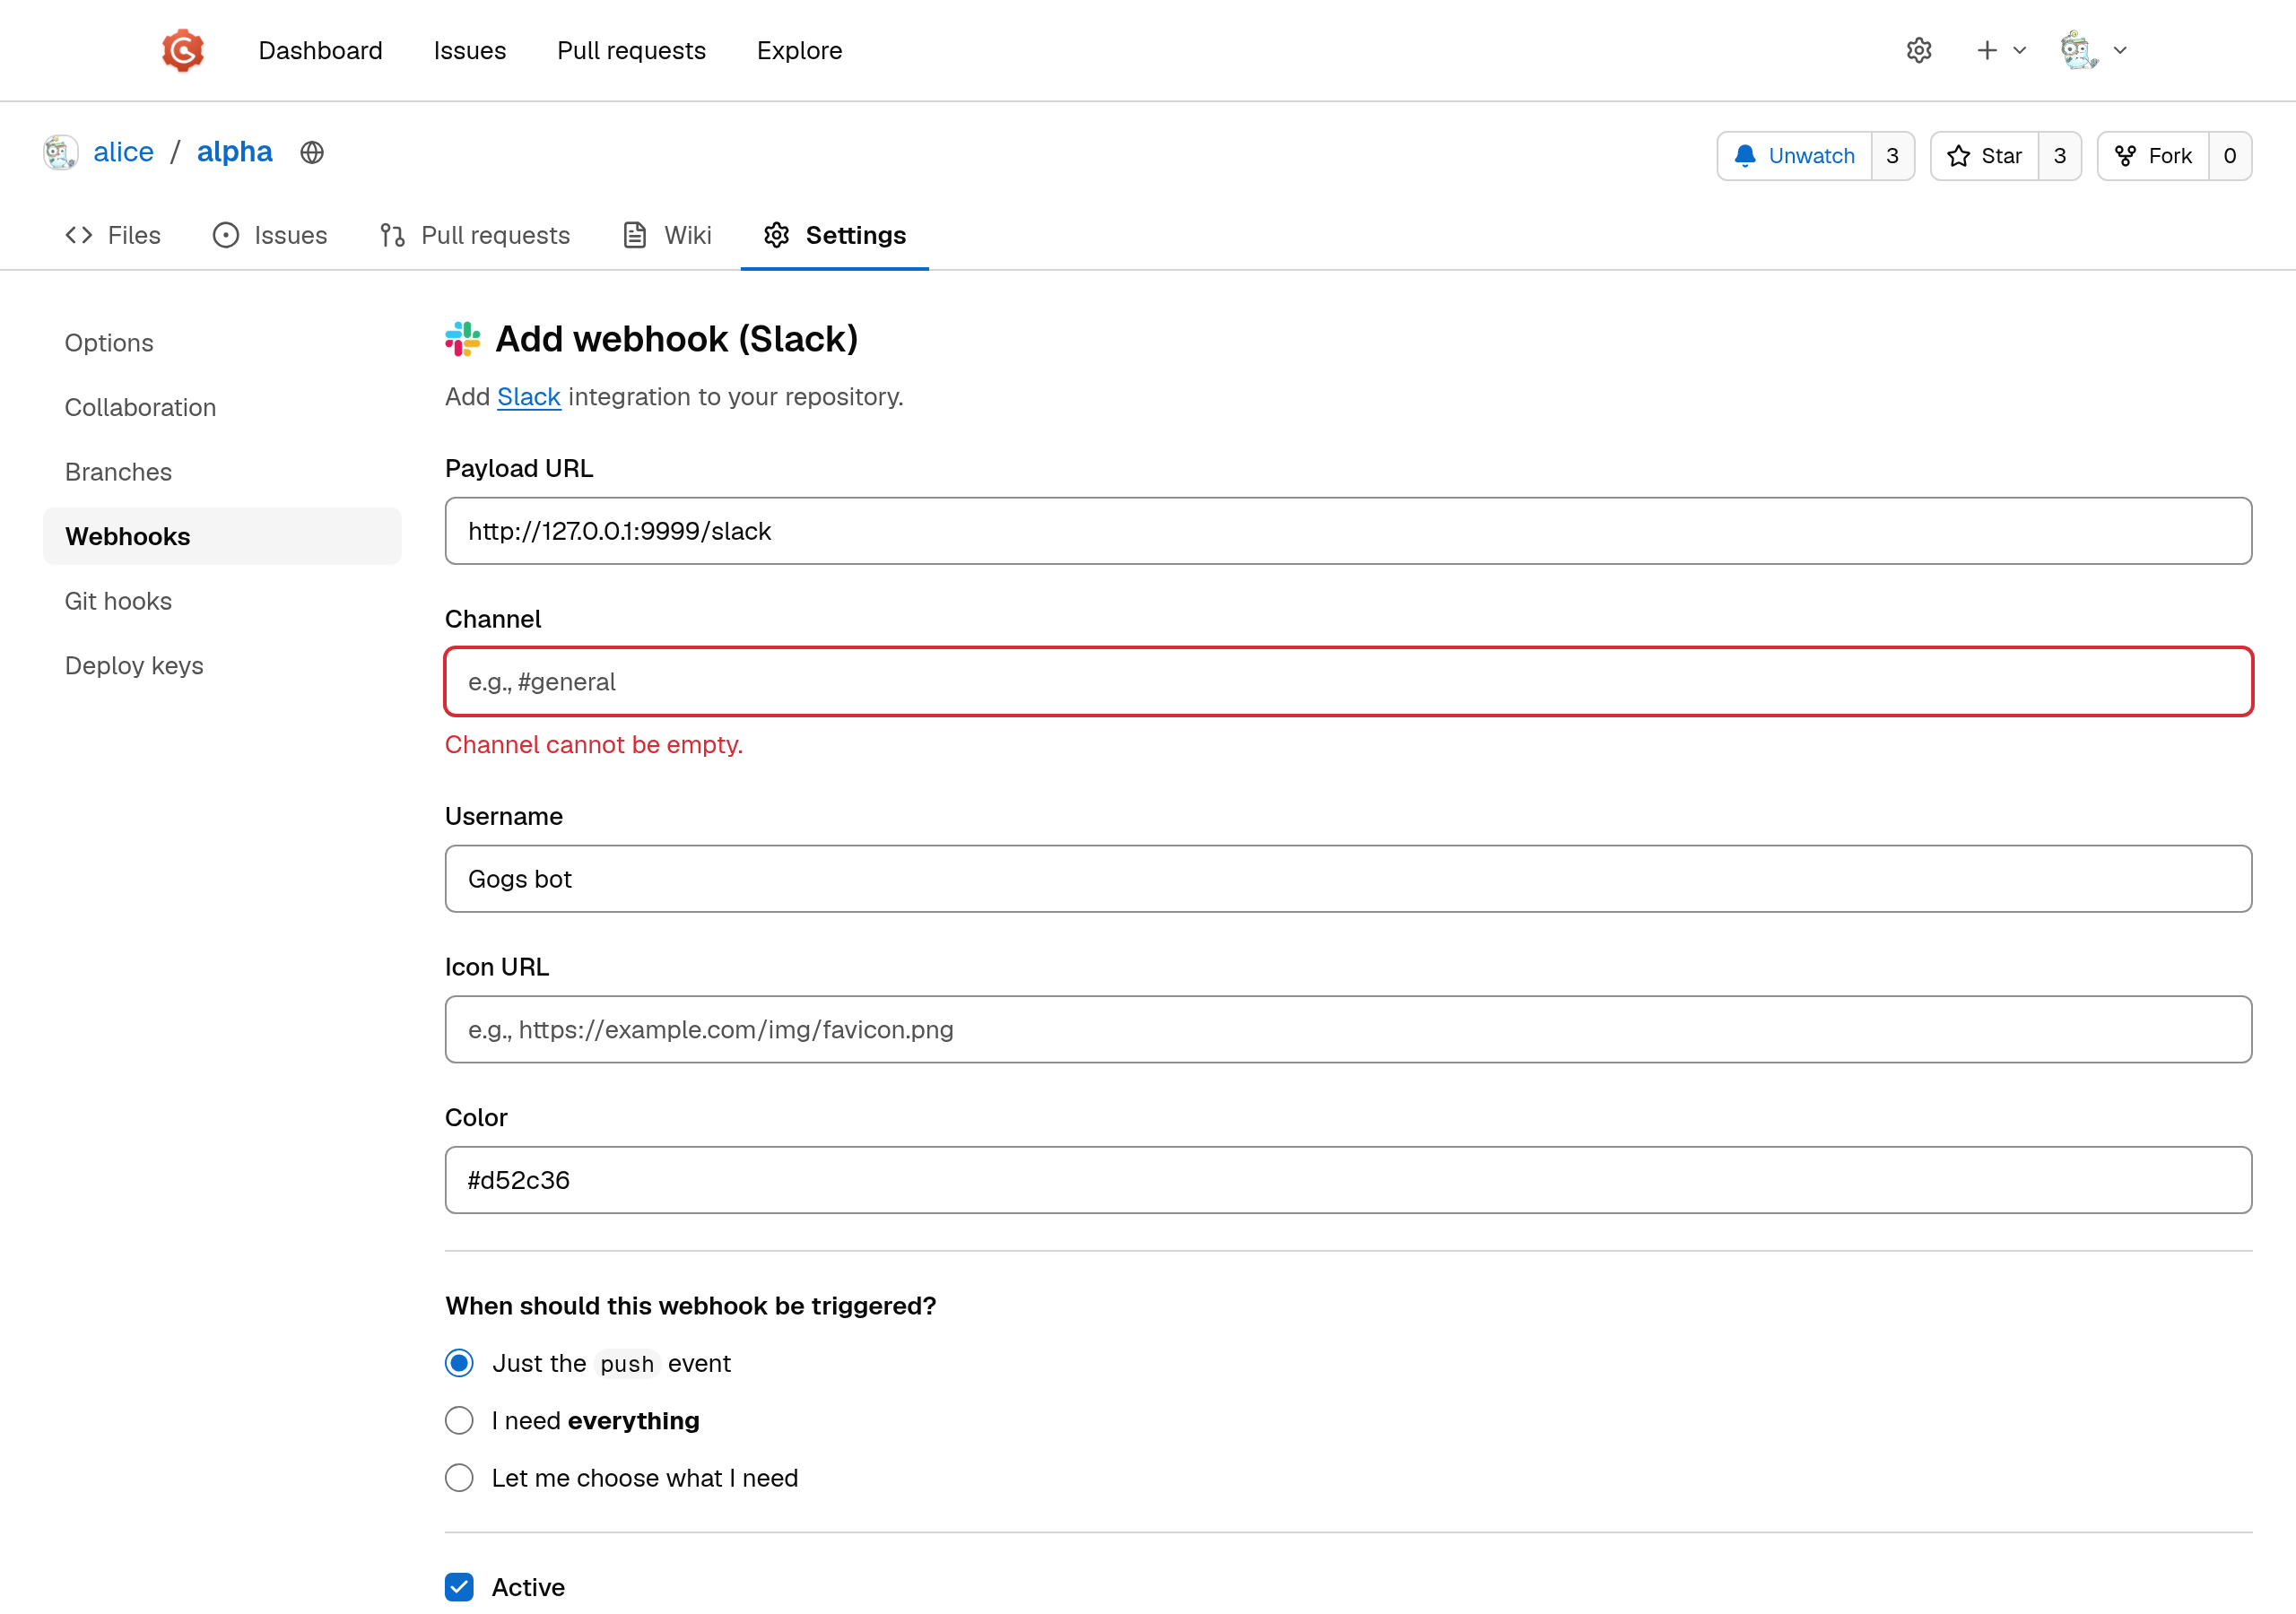 Dashboard Issues Pull requests Explore
alice / alpha
Unwatch 3 Star 3 Fork 0
Files Issues Pull requests Wiki Settings
Options
Collaboration
Branches
Webhooks
Git hooks
Deploy keys
Add webhook (Slack)
Add Slack integration to your repository.
Payload URL
http://127.0.0.1:9999/slack
Channel
e.g., #general
Channel cannot be empty.
Username
Gogs bot
Icon URL
e.g., https://example.com/img/favicon.png
Color
#d52c36
When should this webhook be triggered?
Just the push event
I need everything
Let me choose what I need
Active